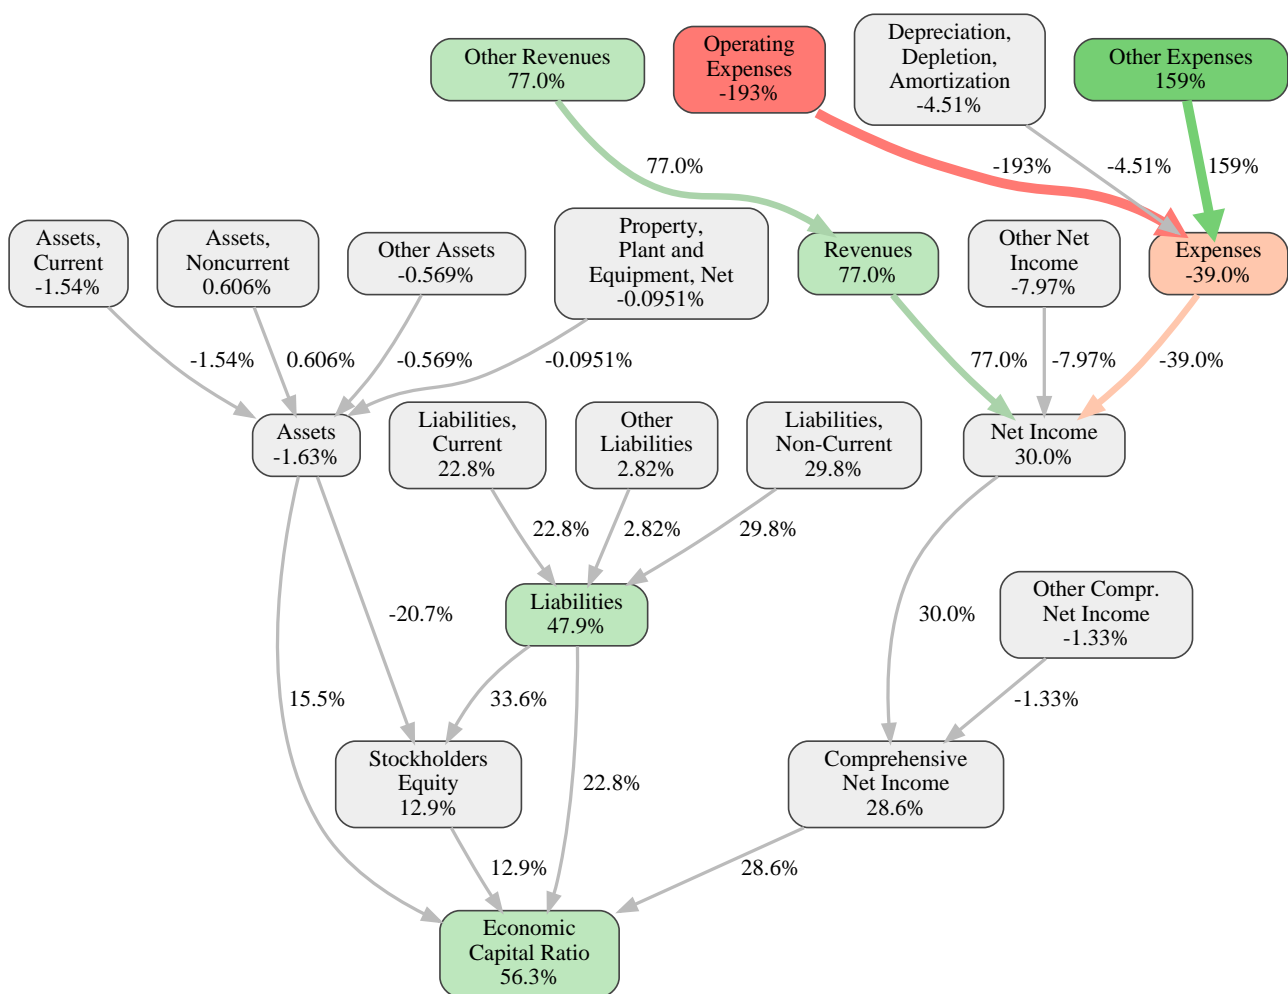 Other Revenues
77.0%
Operating
Expenses
-193%
Depreciation,
Depletion,
Amortization
-4.51%
Other Expenses
159%
77.0%
-193%
-4.51%
159%
Assets,
Current
-1.54%
Assets,
Noncurrent
0.606%
Other Assets
-0.569%
Property,
Plant and
Equipment, Net
-0.0951%
Revenues
77.0%
Other Net
Income
-7.97%
Expenses
-39.0%
-1.54%
0.606%
-0.569%
-0.0951%
77.0%
-7.97%
-39.0%
Assets
-1.63%
Liabilities,
Current
22.8%
Other
Liabilities
2.82%
Liabilities,
Non-Current
29.8%
Net Income
30.0%
22.8%
2.82%
29.8%
Liabilities
47.9%
-20.7%
30.0%
Other Compr.
Net Income
-1.33%
15.5%
33.6%
-1.33%
Stockholders
Equity
12.9%
22.8%
Comprehensive
Net Income
28.6%
12.9%
28.6%
Economic
Capital Ratio
56.3%